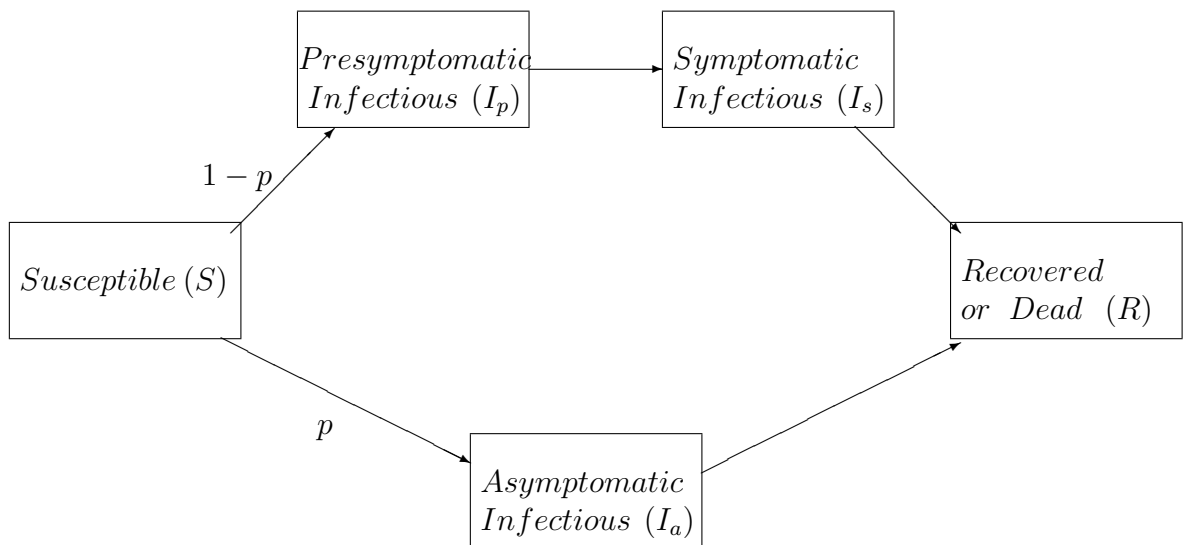 Presymptomatic
Infectious (I_p)
Symptomatic
Infectious (I_s)
1 − p
Susceptible (S)
Recovered
or Dead (R)
p
Asymptomatic
Infectious (I_a)